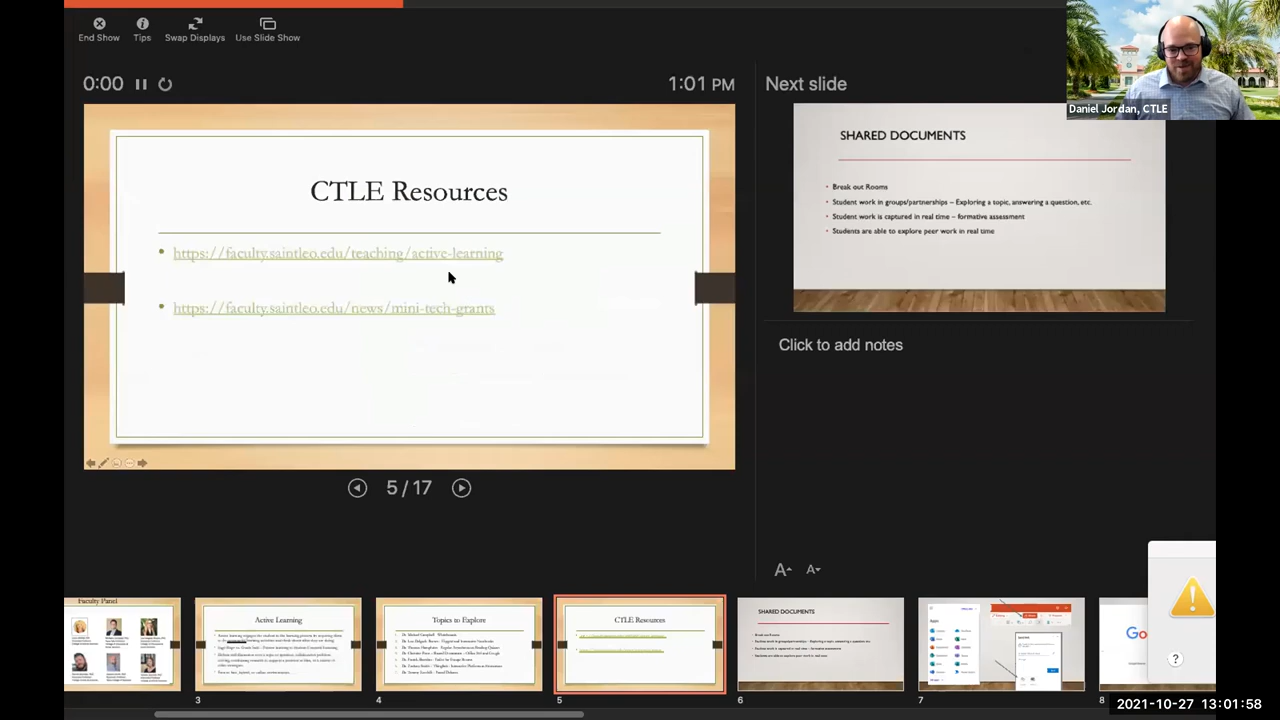 End Show
Tips
Swap Displays
Use Slide Show
0:00
1:01 PM
Next slide
Daniel Jordan, CTLE
CTLE Resources
• https://faculty.saintleo.edu/teaching/active-learning
• https://faculty.saintleo.edu/news/mini-tech-grants
SHARED DOCUMENTS
• Break out Rooms
• Student work in groups/partnerships – Exploring a topic, answering a question, etc.
• Student work is captured in real time – formative assessment
• Students are able to explore peer work in real time
Click to add notes
5 / 17
A
A
?
Faculty Panel
Active Learning
Topics to Explore
CTLE Resources
SHARED DOCUMENTS
Break out Rooms
Goo
3
4
5
6
7
8
2021-10-27 13:01:58